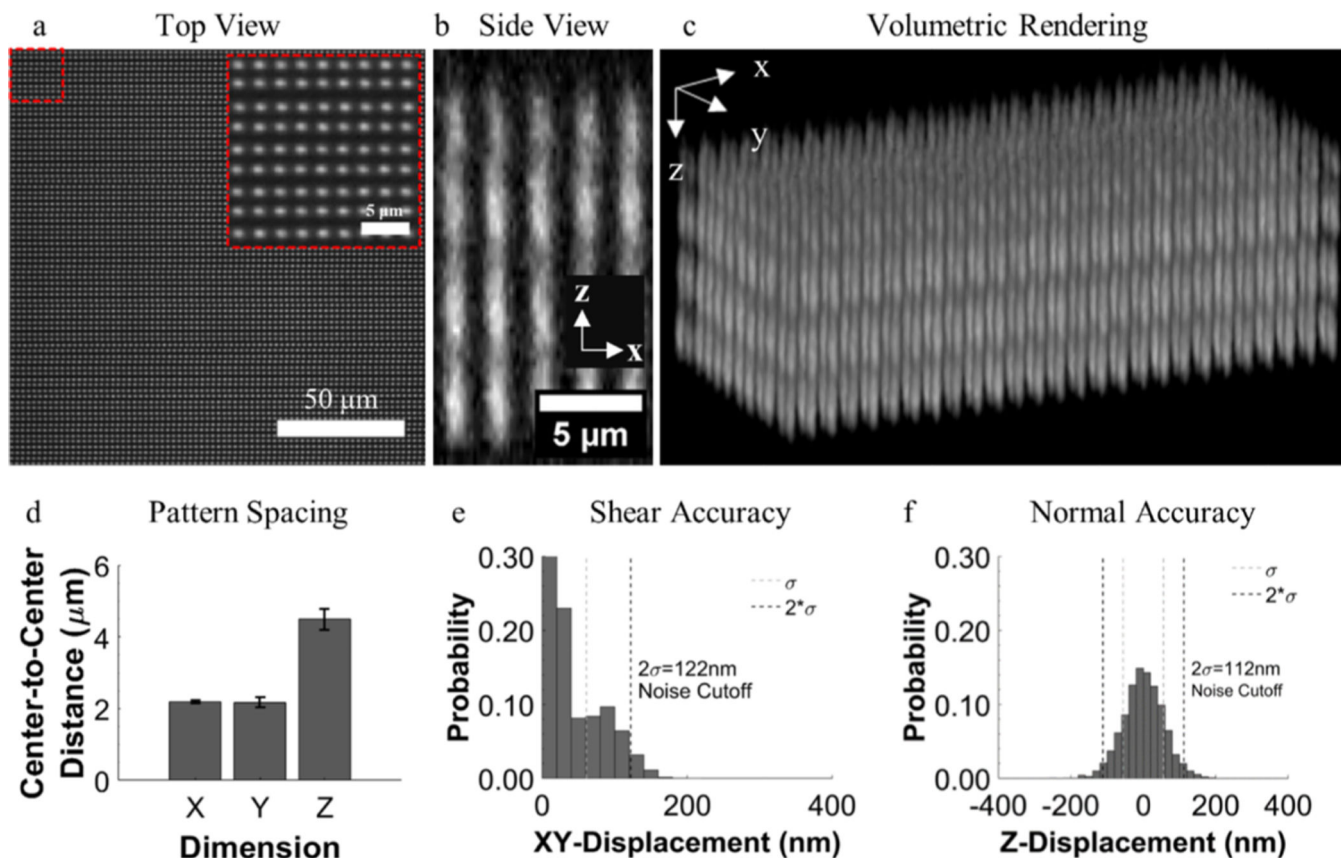 a Top View
5 μm
50 μm
b Side View
z
x
5 μm
c Volumetric Rendering
x
y
z
d Pattern Spacing
Center-to-Center
Distance (μm)
6
4
2
0
X Y Z
Dimension
e Shear Accuracy
Probability
0.30
0.20
0.10
0.00
σ
2*σ
2σ=122nm
Noise Cutoff
0 200 400
XY-Displacement (nm)
f Normal Accuracy
Probability
0.30
0.20
0.10
0.00
σ
2*σ
2σ=112nm
Noise Cutoff
-400 -200 0 200 400
Z-Displacement (nm)